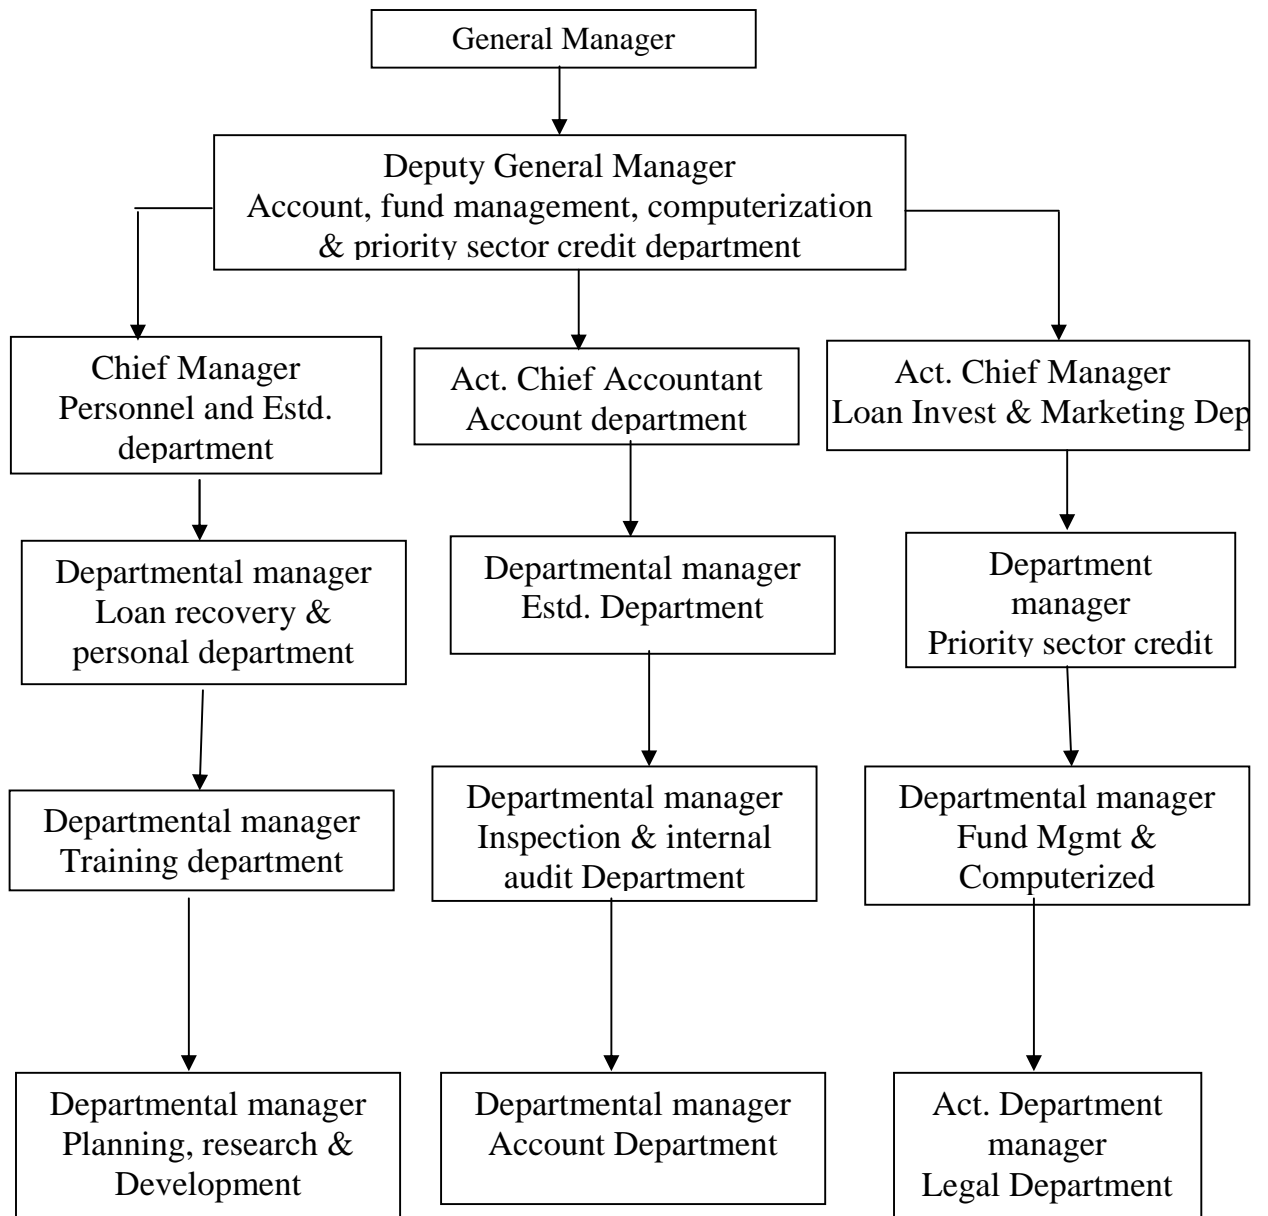 General Manager
Deputy General Manager
Account, fund management, computerization
& priority sector credit department
Chief Manager
Personnel and Estd.
department
Act. Chief Accountant
Account department
Act. Chief Manager
Loan Invest & Marketing Dep
Departmental manager
Loan recovery &
personal department
Departmental manager
Estd. Department
Department
manager
Priority sector credit
Departmental manager
Training department
Departmental manager
Inspection & internal
audit Department
Departmental manager
Fund Mgmt &
Computerized
Departmental manager
Planning, research &
Development
Departmental manager
Account Department
Act. Department
manager
Legal Department